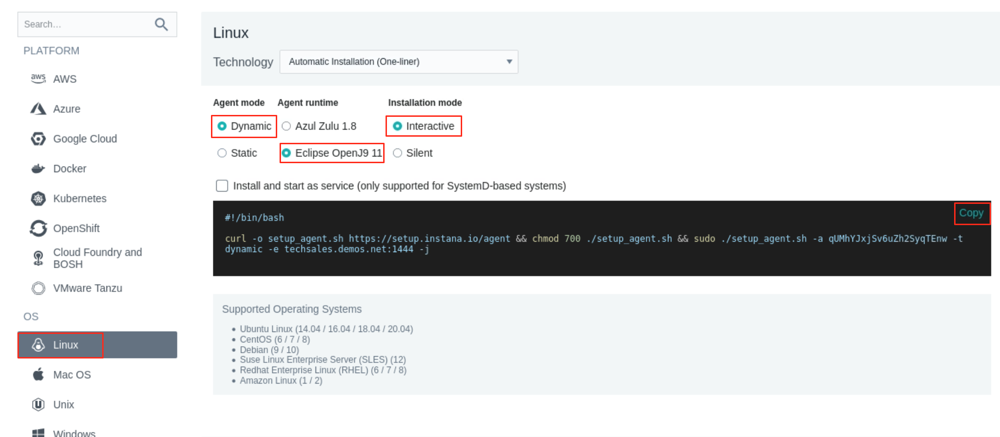 Search...
PLATFORM
aws AWS
Azure
Google Cloud
Docker
Kubernetes
OpenShift
Cloud Foundry and
BOSH
VMware Tanzu
OS
Linux
Mac OS
Unix
Windows
Linux
Technology Automatic Installation (One-liner)
Agent mode Agent runtime Installation mode
Dynamic Azul Zulu 1.8 Interactive
Static Eclipse OpenJ9 11 Silent
Install and start as service (only supported for SystemD-based systems)
Copy
#!/bin/bash
curl -o setup_agent.sh https://setup.instana.io/agent && chmod 700 ./setup_agent.sh && sudo ./setup_agent.sh -a qUMhYJxjSv6uZh2SyqTEnw -t
dynamic -e techsales.demos.net:1444 -j
Supported Operating Systems
• Ubuntu Linux (14.04 / 16.04 / 18.04 / 20.04)
• CentOS (6 / 7 / 8)
• Debian (9 / 10)
• Suse Linux Enterprise Server (SLES) (12)
• Redhat Enterprise Linux (RHEL) (6 / 7 / 8)
• Amazon Linux (1 / 2)